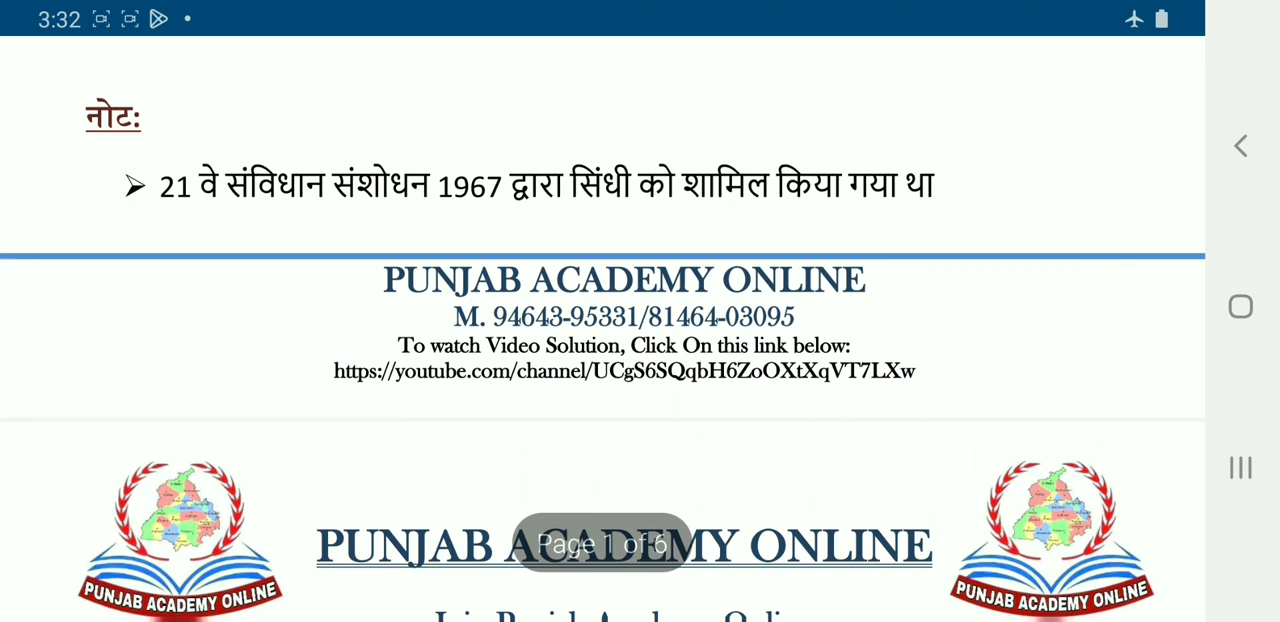 3:32
नोट:
➢ 21 वे संविधान संशोधन 1967 द्वारा सिंधी को शामिल किया गया था
PUNJAB ACADEMY ONLINE
M. 94643-95331/81464-03095
To watch Video Solution, Click On this link below:
https://youtube.com/channel/UCgS6SQqbH6ZoOXtXqVT7LXw
PUNJAB ACADEMY ONLINE
Page 1 of 6
PUNJAB ACADEMY ONLINE
PUNJAB ACADEMY ONLINE